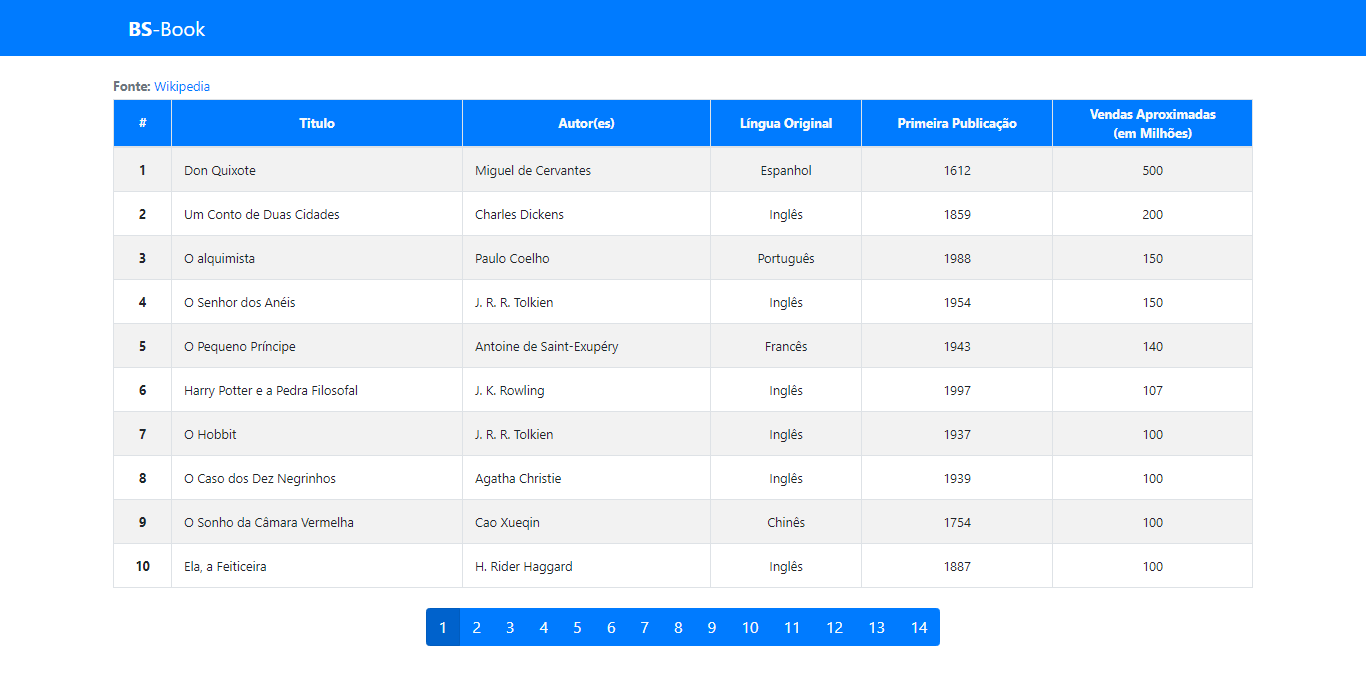 BS-Book
Fonte: Wikipedia
# Titulo Autor(es) Língua Original Primeira Publicação Vendas Aproximadas
(em Milhões)
1 Don Quixote Miguel de Cervantes Espanhol 1612 500
2 Um Conto de Duas Cidades Charles Dickens Inglês 1859 200
3 O alquimista Paulo Coelho Português 1988 150
4 O Senhor dos Anéis J. R. R. Tolkien Inglês 1954 150
5 O Pequeno Príncipe Antoine de Saint-Exupéry Francês 1943 140
6 Harry Potter e a Pedra Filosofal J. K. Rowling Inglês 1997 107
7 O Hobbit J. R. R. Tolkien Inglês 1937 100
8 O Caso dos Dez Negrinhos Agatha Christie Inglês 1939 100
9 O Sonho da Câmara Vermelha Cao Xueqin Chinês 1754 100
10 Ela, a Feiticeira H. Rider Haggard Inglês 1887 100
1 2 3 4 5 6 7 8 9 10 11 12 13 14